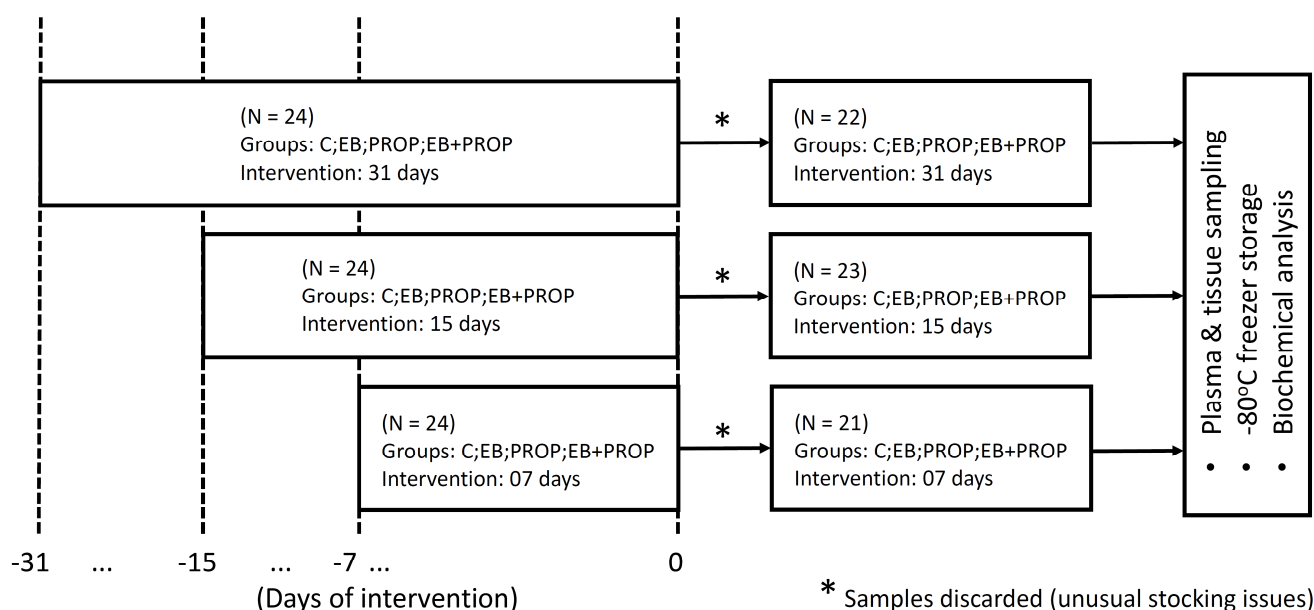 (N = 24)
Groups: C;EB;PROP;EB+PROP
Intervention: 31 days
*
(N = 22)
Groups: C;EB;PROP;EB+PROP
Intervention: 31 days
(N = 24)
Groups: C;EB;PROP;EB+PROP
Intervention: 15 days
*
(N = 23)
Groups: C;EB;PROP;EB+PROP
Intervention: 15 days
(N = 24)
Groups: C;EB;PROP;EB+PROP
Intervention: 07 days
*
(N = 21)
Groups: C;EB;PROP;EB+PROP
Intervention: 07 days
• Plasma & tissue sampling
• -80°C freezer storage
• Biochemical analysis
-31 ... -15 ... -7 ... 0
(Days of intervention)
* Samples discarded (unusual stocking issues)